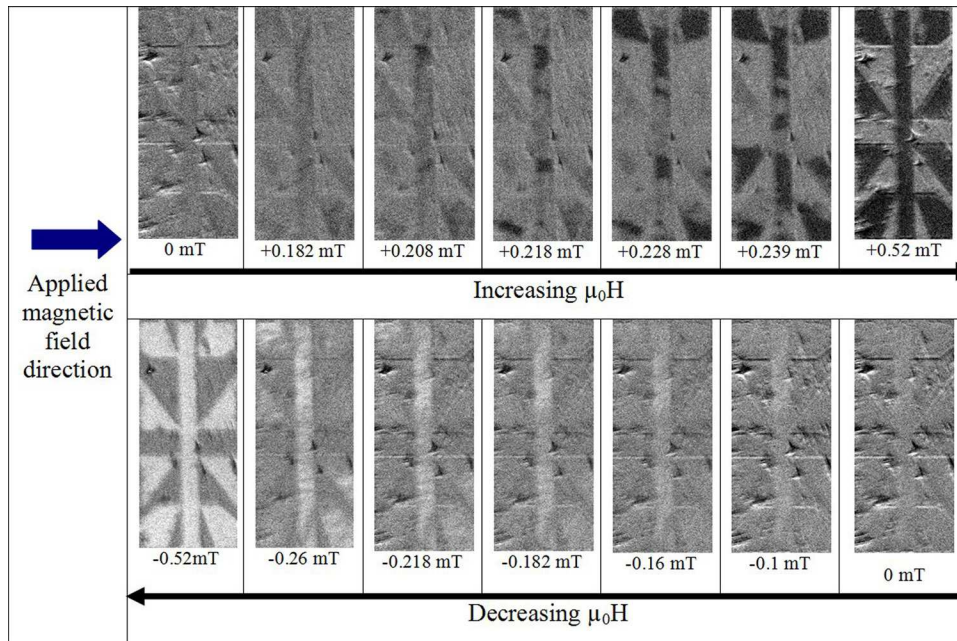 0 mT
+0.182 mT
+0.208 mT
+0.218 mT
+0.228 mT
+0.239 mT
+0.52 mT
Increasing µ₀H
Applied
magnetic
field
direction
-0.52mT
-0.26 mT
-0.218 mT
-0.182 mT
-0.16 mT
-0.1 mT
0 mT
Decreasing µ₀H